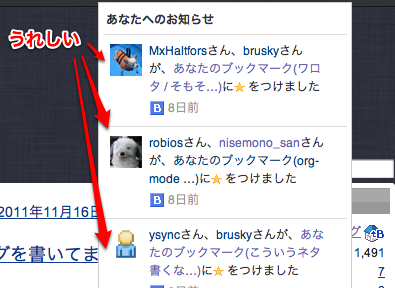 あなたへのお知らせ
うれしい
MxHaltforsさん、bruskyさん
が、あなたのブックマーク(ワロ
タ / そもそ…)に★をつけました
B 8日前
robiosさん、nisemono_sanさ
んが、あなたのブックマーク(org-
mode …)に★をつけました
B 8日前
ysyncさん、bruskyさんが、あな
たのブックマーク(こういうネタ
書くな…)に★をつけました
B 8日前
2011年11月16日
グを書いてま
グ
B
1,491
7
3